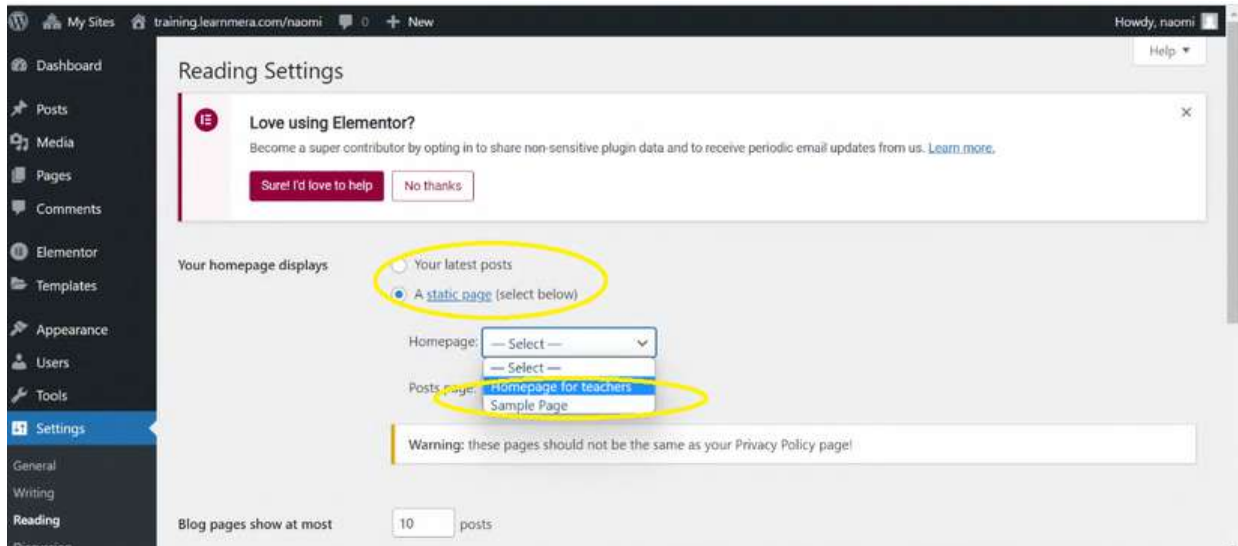 My Sites training.learnmera.com/naomi 0 + New Howdy, naomi
Help
Dashboard
Posts
Media
Pages
Comments
Elementor
Templates
Appearance
Users
Tools
Settings
General
Writing
Reading
Discussion
Reading Settings
Love using Elementor?
Become a super contributor by opting in to share non-sensitive plugin data and to receive periodic email updates from us. Learn more.
Sure! I'd love to help No thanks
Your homepage displays
Your latest posts
A static page (select below)
Homepage: — Select —
— Select —
Homepage for teachers
Sample Page
Posts page:
Warning: these pages should not be the same as your Privacy Policy page!
Blog pages show at most 10 posts